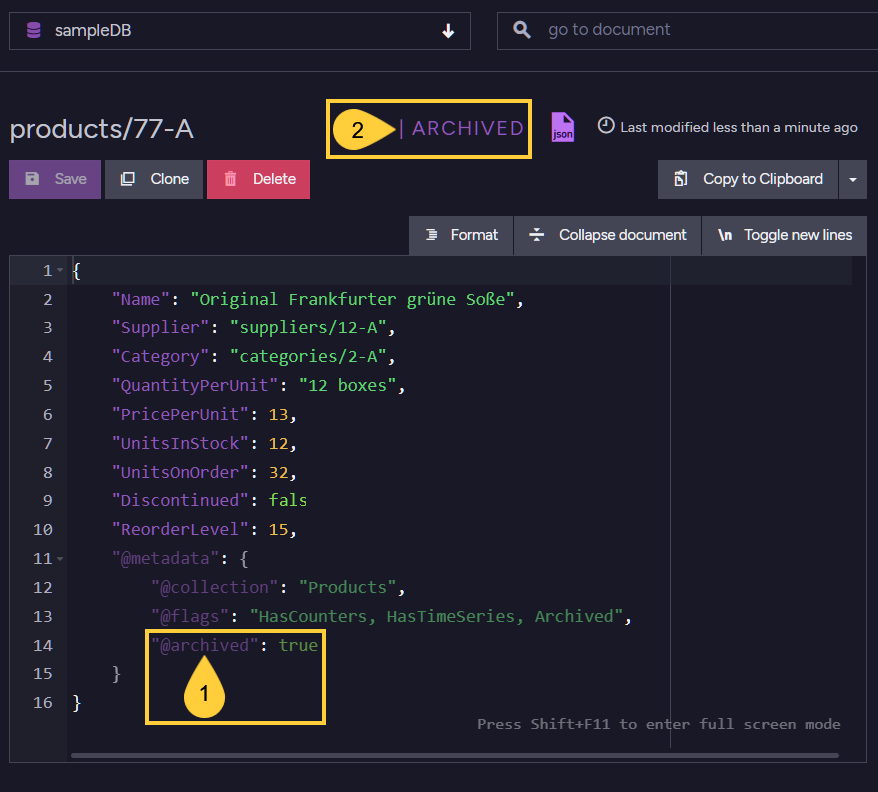 sampleDB
go to document
products/77-A
2
| ARCHIVED
json
Last modified less than a minute ago
Save
Clone
Delete
Copy to Clipboard
Format
Collapse document
\n Toggle new lines
1 {
2 "Name": "Original Frankfurter grüne Soße",
3 "Supplier": "suppliers/12-A",
4 "Category": "categories/2-A",
5 "QuantityPerUnit": "12 boxes",
6 "PricePerUnit": 13,
7 "UnitsInStock": 12,
8 "UnitsOnOrder": 32,
9 "Discontinued": fals
10 "ReorderLevel": 15,
11 "@metadata": {
12 "@collection": "Products",
13 "@flags": "HasCounters, HasTimeSeries, Archived",
14 "@archived": true
15 }
1
16 }
Press Shift+F11 to enter full screen mode